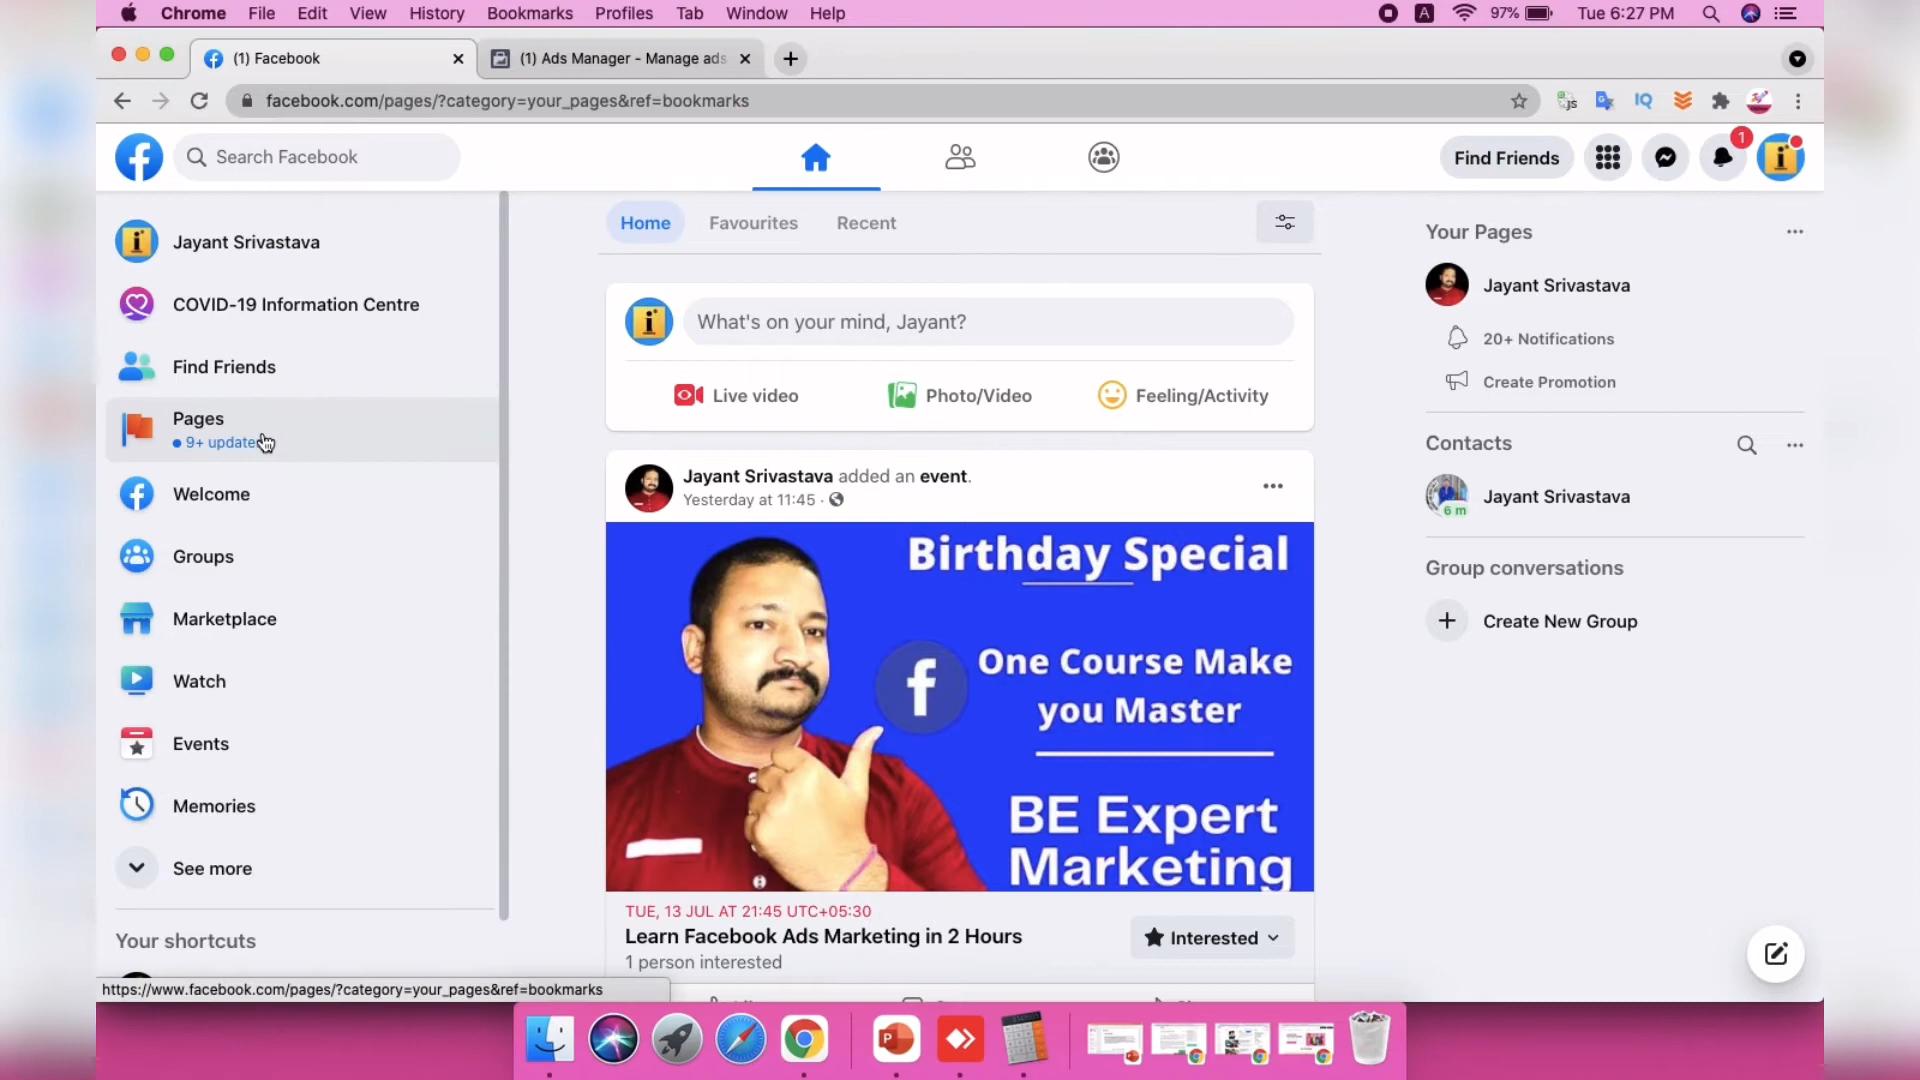 Chrome File Edit View History Bookmarks Profiles Tab Window Help
A 97% Tue 6:27 PM
(1) Facebook
(1) Ads Manager - Manage ads
facebook.com/pages/?category=your_pages&ref=bookmarks
js
IQ
Search Facebook
Find Friends
1
Jayant Srivastava
COVID-19 Information Centre
Find Friends
Pages
9+ update
Welcome
Groups
Marketplace
Watch
Events
Memories
See more
Your shortcuts
https://www.facebook.com/pages/?category=your_pages&ref=bookmarks
Home Favourites Recent
What's on your mind, Jayant?
Live video Photo/Video Feeling/Activity
Jayant Srivastava added an event.
Yesterday at 11:45 ·
Birthday Special
One Course Make
you Master
BE Expert
Marketing
TUE, 13 JUL AT 21:45 UTC+05:30
Learn Facebook Ads Marketing in 2 Hours
1 person interested
Interested
Your Pages
Jayant Srivastava
20+ Notifications
Create Promotion
Contacts
Jayant Srivastava
6 m
Group conversations
Create New Group